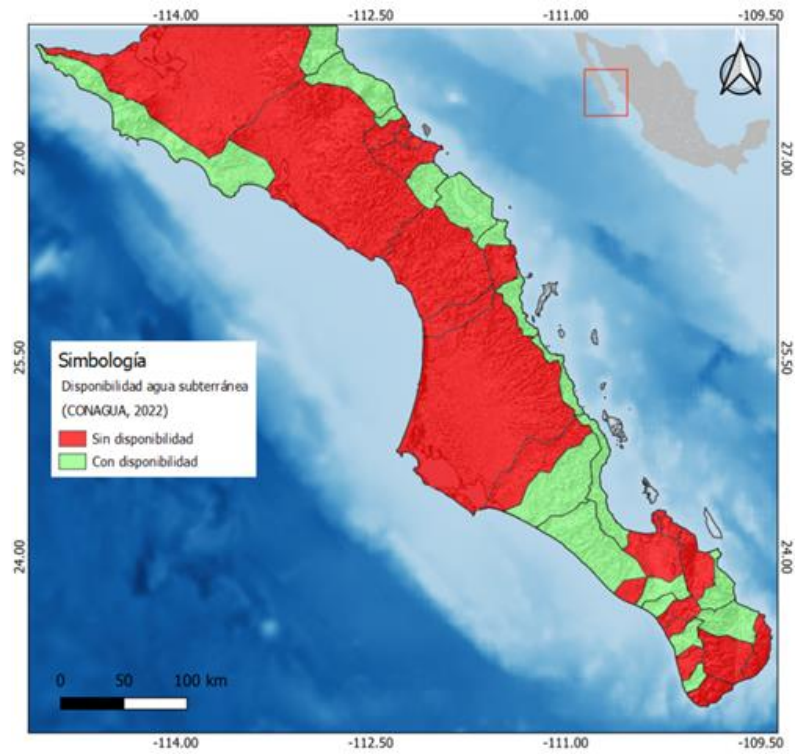 -114.00 -112.50 -111.00 -109.50
N
27.00 27.00
25.50 25.50
Simbología
Disponibilidad agua subterránea
(CONAGUA, 2022)
Sin disponibilidad
Con disponibilidad
24.00 24.00
0 50 100 km
-114.00 -112.50 -111.00 -109.50